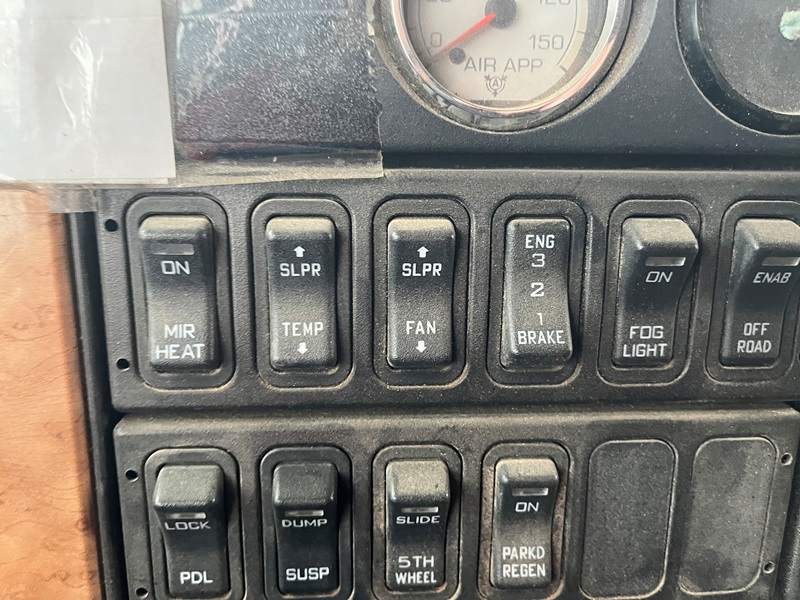 0
120
150
AIR APP
A
ON
MIR
HEAT
SLPR
TEMP
SLPR
FAN
ENG
3
2
1
BRAKE
ON
FOG
LIGHT
ENAB
OFF
ROAD
LOCK
PDL
DUMP
SUSP
SLIDE
5TH
WHEEL
ON
PARKD
REGEN